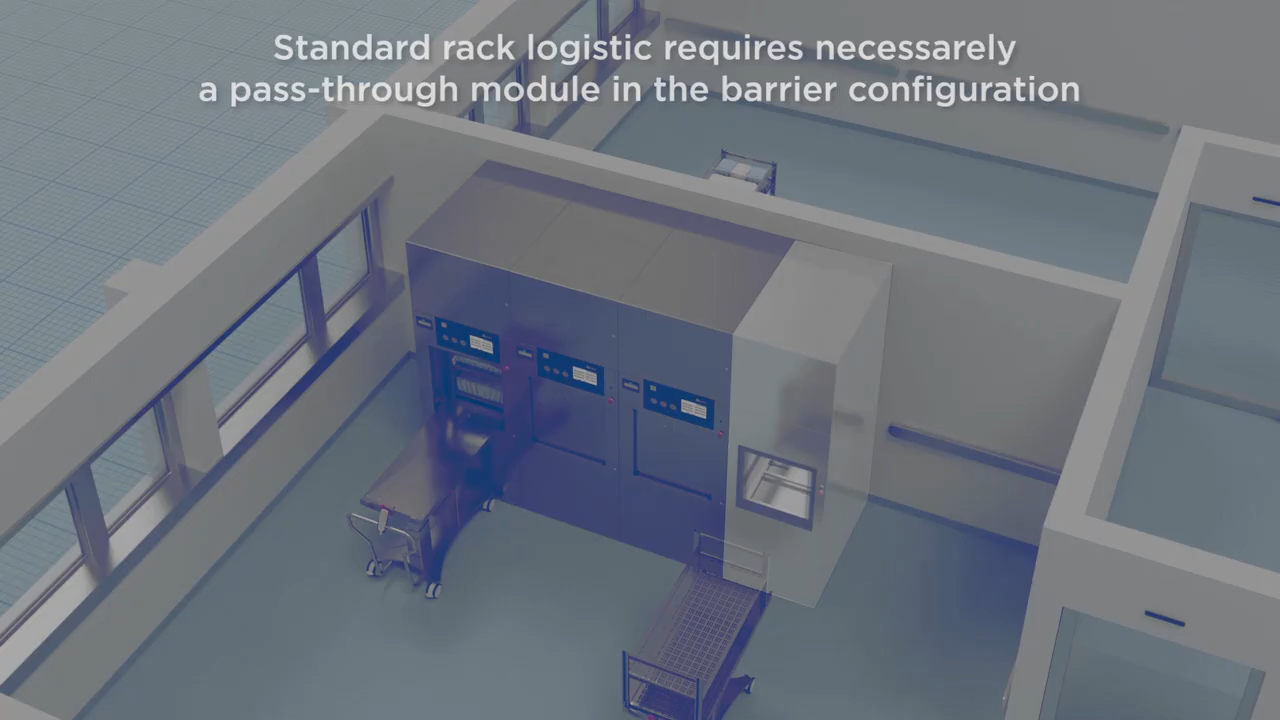 Standard rack logistic requires necessarely
a pass-through module in the barrier configuration